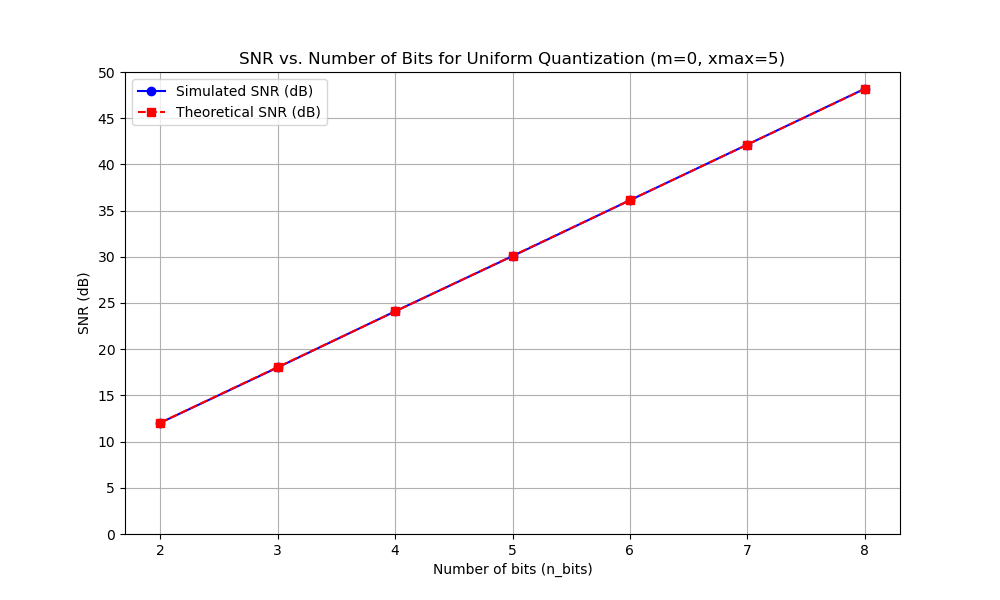 SNR vs. Number of Bits for Uniform Quantization (m=0, xmax=5)
Simulated SNR (dB)
Theoretical SNR (dB)
50
45
40
35
30
25
20
15
10
5
0
SNR (dB)
2 3 4 5 6 7 8
Number of bits (n_bits)